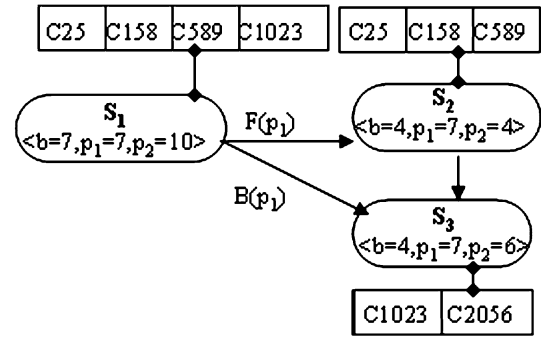 C25 C158 C589 C1023
C25 C158 C589
S₁
<b=7,p₁=7,p₂=10>
F(p₁)
S₂
<b=4,p₁=7,p₂=4>
B(p₁)
S₃
<b=4,p₁=7,p₂=6>
C1023 C2056